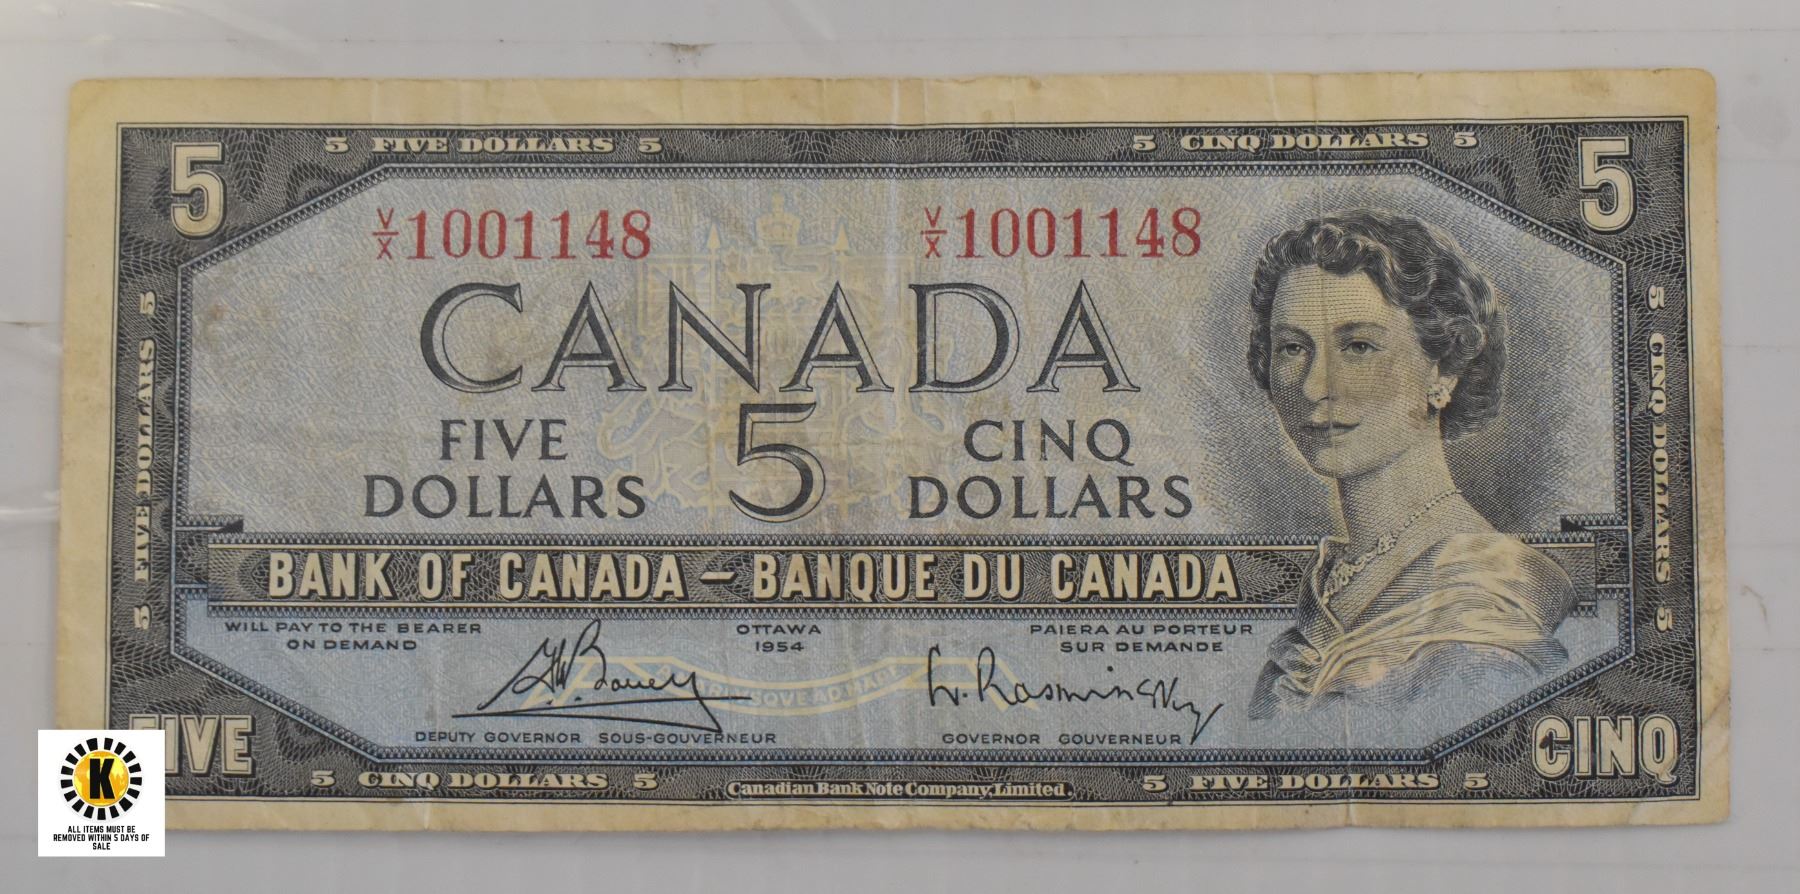 5 FIVE DOLLARS 5
5 CINQ DOLLARS 5
5
5
V/X 1001148
V/X 1001148
CANADA
5 FIVE DOLLARS 5
5 CINQ DOLLARS 5
FIVE
DOLLARS
5
CINQ
DOLLARS
BANK OF CANADA – BANQUE DU CANADA
WILL PAY TO THE BEARER
ON DEMAND
OTTAWA
1954
PAIERA AU PORTEUR
SUR DEMANDE
L. Rasminsky
DEPUTY GOVERNOR SOUS-GOUVERNEUR
GOVERNOR GOUVERNEUR
FIVE
CINQ
5 CINQ DOLLARS 5
Canadian Bank Note Company, Limited.
5 FIVE DOLLARS 5
K
ALL ITEMS MUST BE
REMOVED WITHIN 5 DAYS OF
SALE